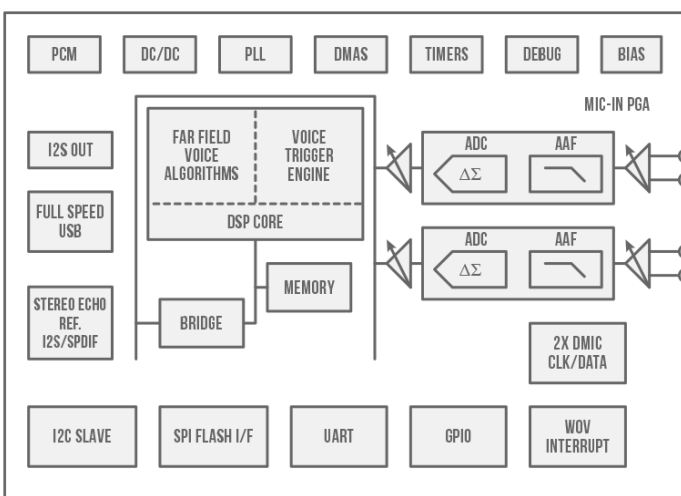 PCM
DC/DC
PLL
DMAS
TIMERS
DEBUG
BIAS
MIC-IN PGA
I2S OUT
FAR FIELD
VOICE
ALGORITHMS
VOICE
TRIGGER
ENGINE
DSP CORE
ADC
AAF
ΔΣ
FULL SPEED
USB
ADC
AAF
ΔΣ
MEMORY
STEREO ECHO
REF.
I2S/SPDIF
BRIDGE
2X DMIC
CLK/DATA
I2C SLAVE
SPI FLASH I/F
UART
GPIO
WOV
INTERRUPT